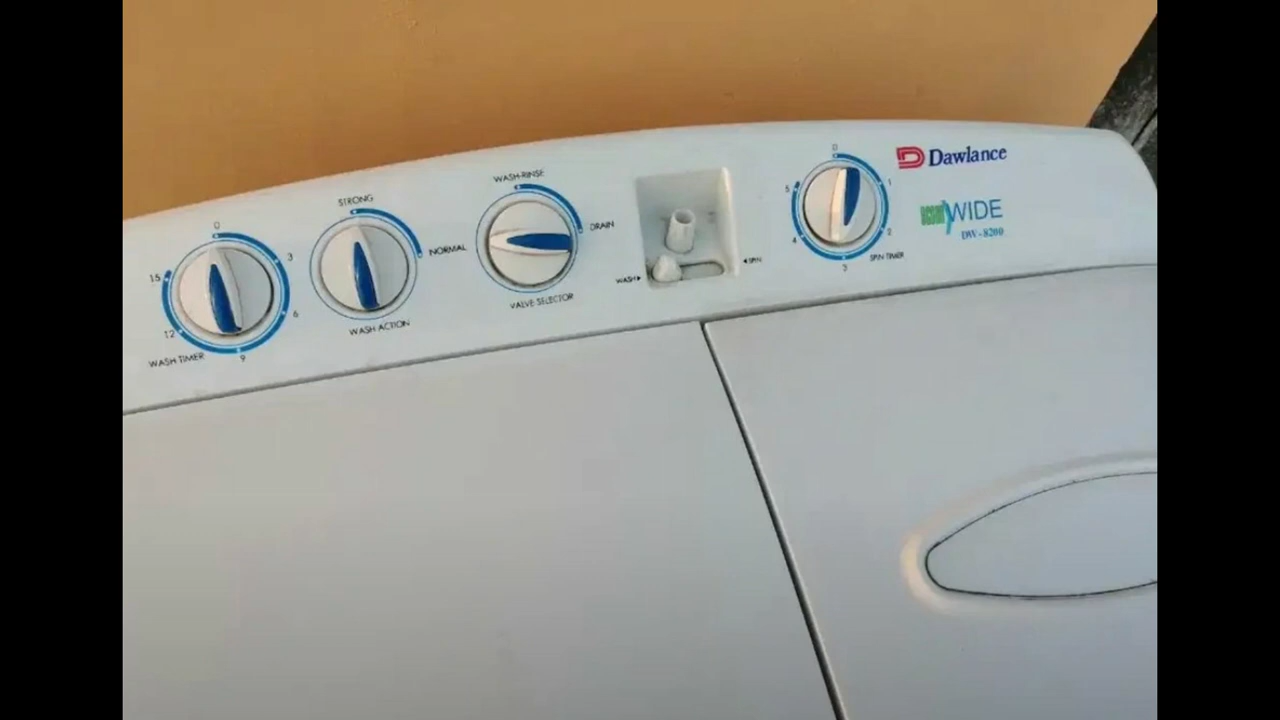 0
3
6
9
12
15
WASH TIMER
STRONG
NORMAL
WASH ACTION
WASH-RINSE
DRAIN
VALVE SELECTOR
WASH
SPIN
0
1
2
3
4
5
SPIN TIMER
Dawlance
WIDE
DW-8200